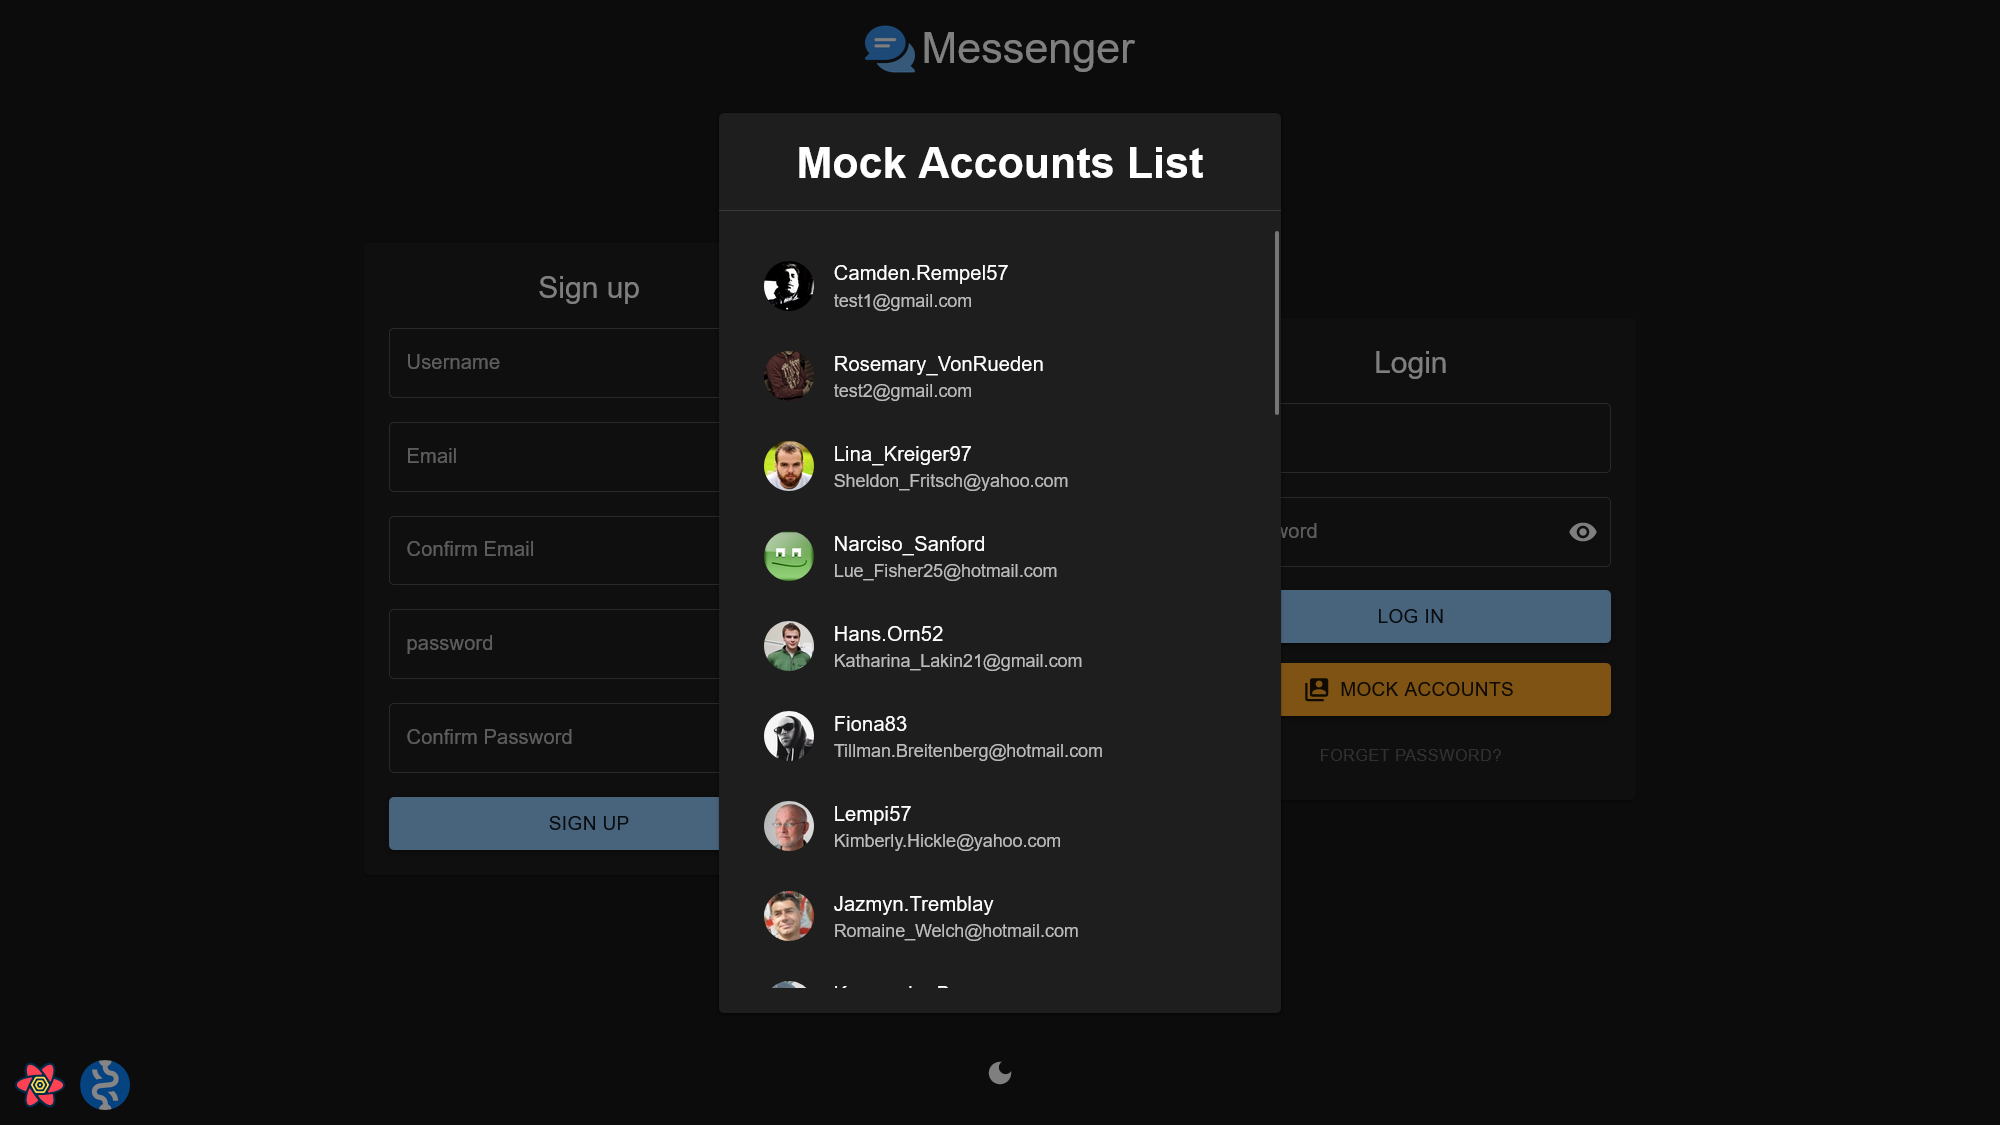 Messenger
Mock Accounts List
Camden.Rempel57
test1@gmail.com
Rosemary_VonRueden
test2@gmail.com
Lina_Kreiger97
Sheldon_Fritsch@yahoo.com
Narciso_Sanford
Lue_Fisher25@hotmail.com
Hans.Orn52
Katharina_Lakin21@gmail.com
Fiona83
Tillman.Breitenberg@hotmail.com
Lempi57
Kimberly.Hickle@yahoo.com
Jazmyn.Tremblay
Romaine_Welch@hotmail.com
Sign up
Username
Email
Confirm Email
password
Confirm Password
SIGN UP
Login
LOG IN
MOCK ACCOUNTS
FORGET PASSWORD?